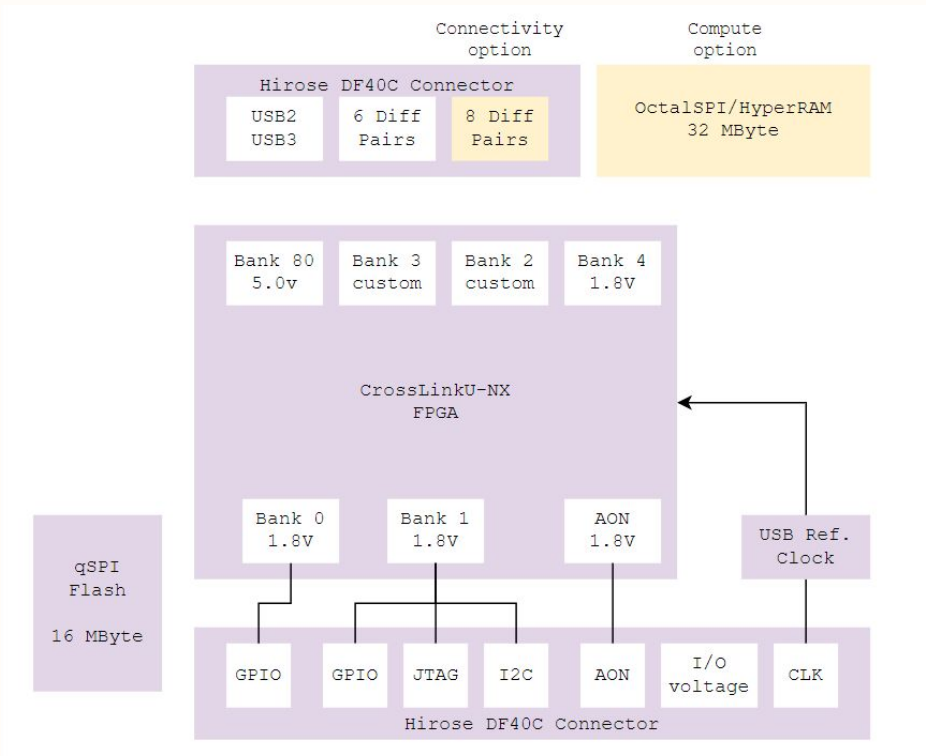 Connectivity
option
Compute
option
Hirose DF40C Connector
USB2
USB3
6 Diff
Pairs
8 Diff
Pairs
OctalSPI/HyperRAM
32 MByte
Bank 80
5.0v
Bank 3
custom
Bank 2
custom
Bank 4
1.8V
CrossLinkU-NX
FPGA
Bank 0
1.8V
Bank 1
1.8V
AON
1.8V
USB Ref.
Clock
qSPI
Flash
16 MByte
GPIO
GPIO
JTAG
I2C
AON
I/O
voltage
CLK
Hirose DF40C Connector